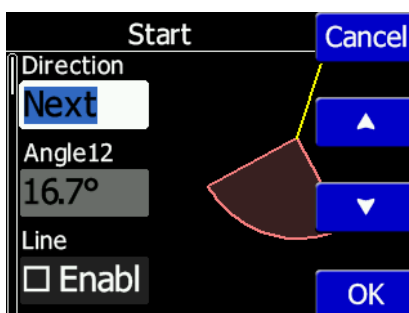 Start
Cancel
Direction
Next
Angle12
16.7°
Line
Enabl
OK